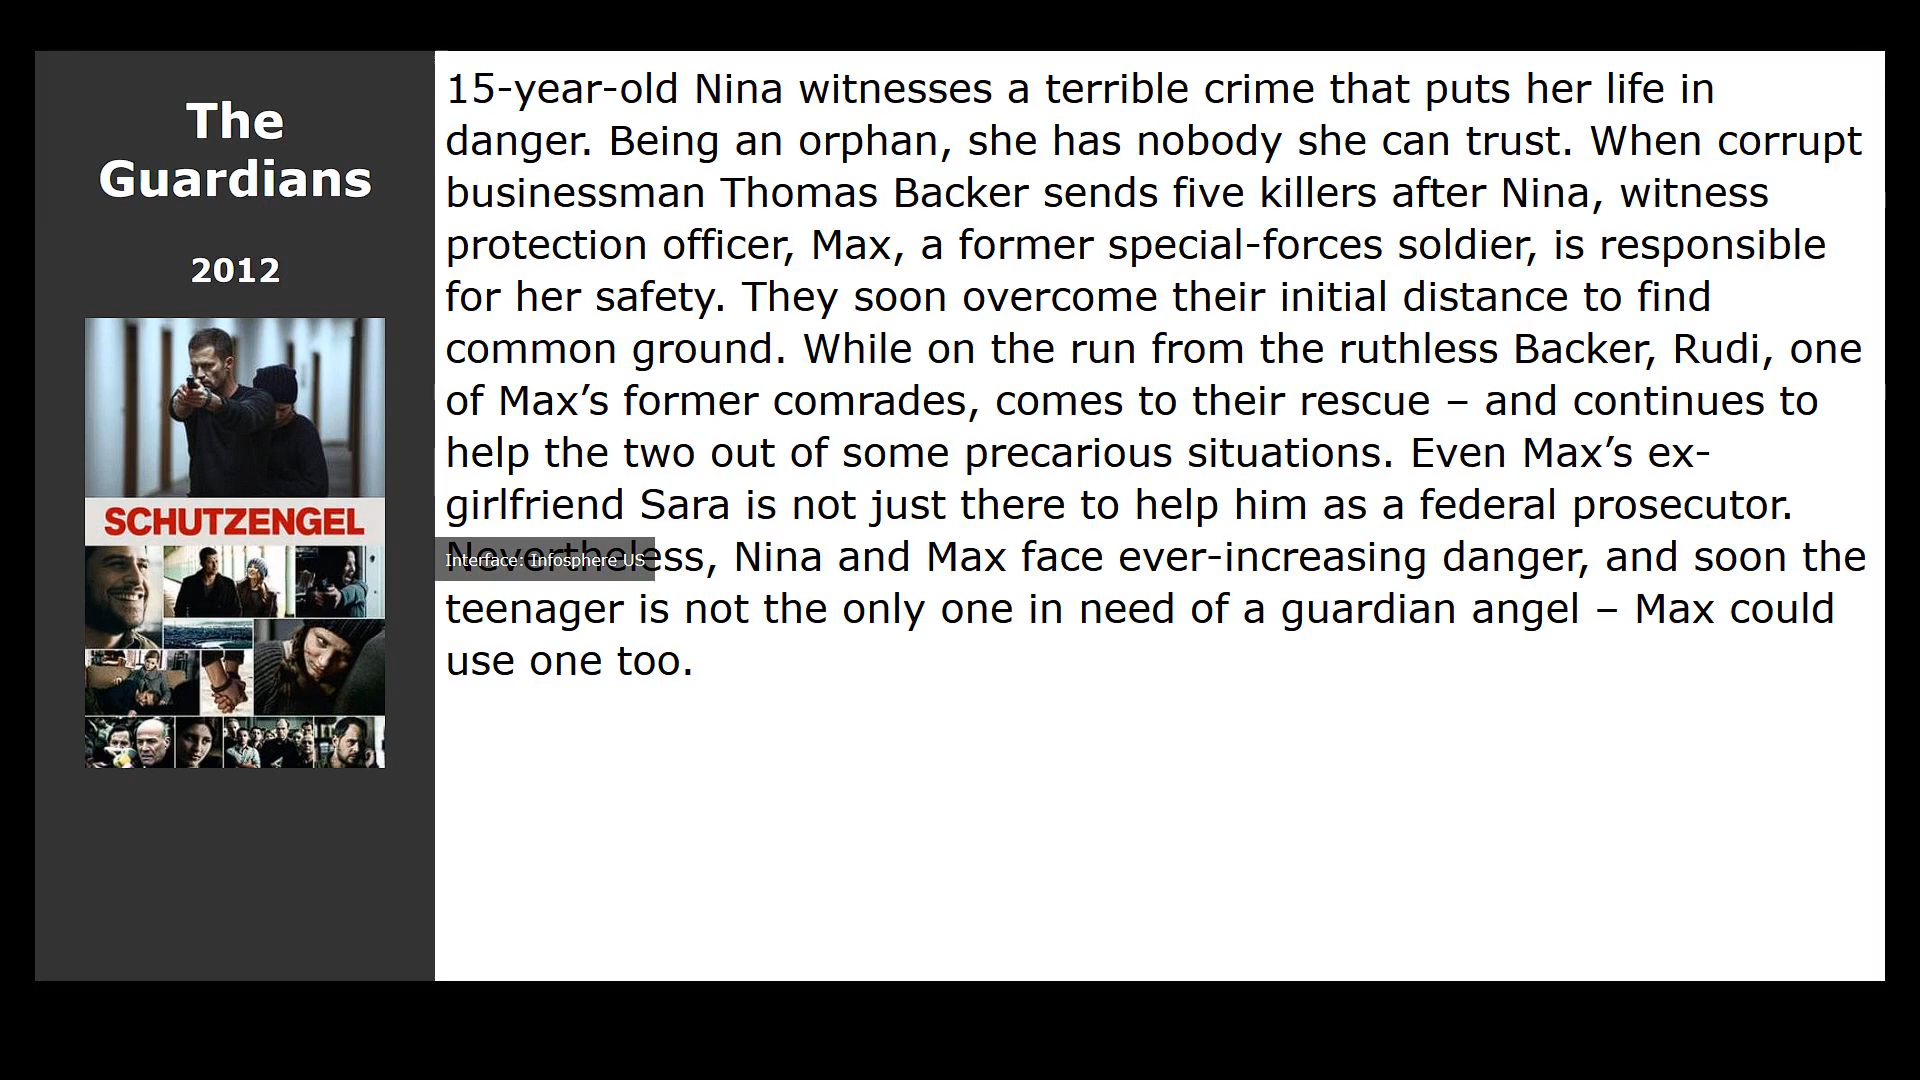 The
Guardians
2012
SCHUTZENGEL
15-year-old Nina witnesses a terrible crime that puts her life in
danger. Being an orphan, she has nobody she can trust. When corrupt
businessman Thomas Backer sends five killers after Nina, witness
protection officer, Max, a former special-forces soldier, is responsible
for her safety. They soon overcome their initial distance to find
common ground. While on the run from the ruthless Backer, Rudi, one
of Max’s former comrades, comes to their rescue – and continues to
help the two out of some precarious situations. Even Max’s ex-
girlfriend Sara is not just there to help him as a federal prosecutor.
Nevertheless, Nina and Max face ever-increasing danger, and soon the
Interface: Infosphere US
teenager is not the only one in need of a guardian angel – Max could
use one too.